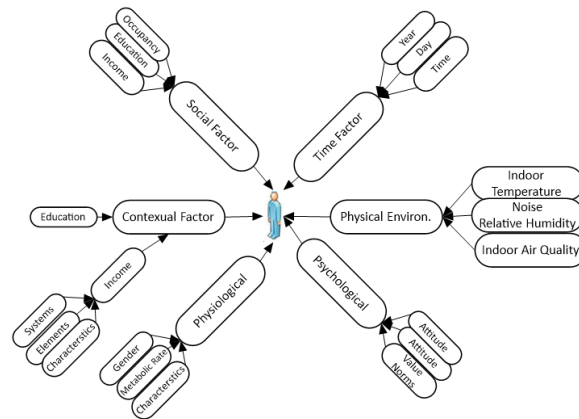 Occupancy
Education
Income
Social Factor
Year
Day
Time
Time Factor
Education
Contexual Factor
Income
Systems
Elements
Characterstics
Physical Environ.
Indoor
Temperature
Noise
Relative Humidity
Indoor Air Quality
Physiological
Gender
Metabolic Rate
Characterstics
Psychological
Attitude
Attitude
Value
Norms